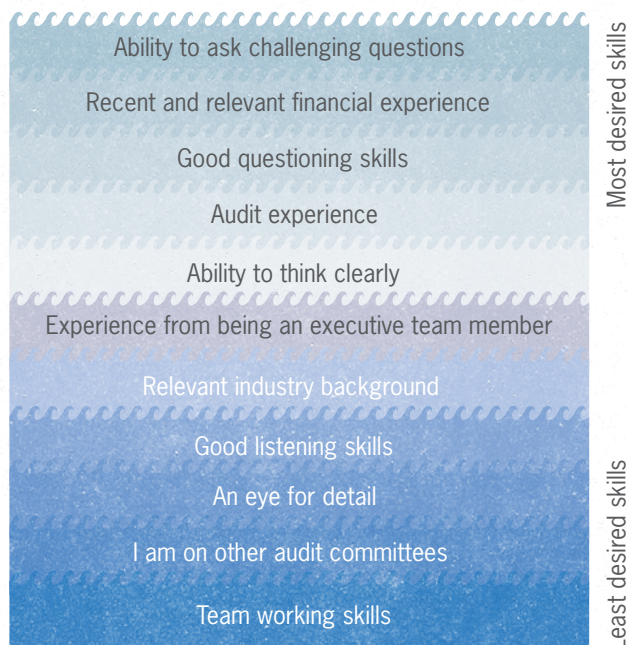 Ability to ask challenging questions
Recent and relevant financial experience
Good questioning skills
Audit experience
Ability to think clearly
Experience from being an executive team member
Relevant industry background
Good listening skills
An eye for detail
I am on other audit committees
Team working skills
Most desired skills
Least desired skills